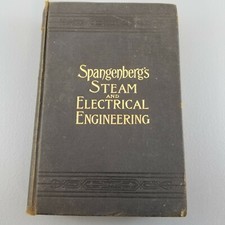 Spangenberg's
STEAM
AND
ELECTRICAL
ENGINEERING